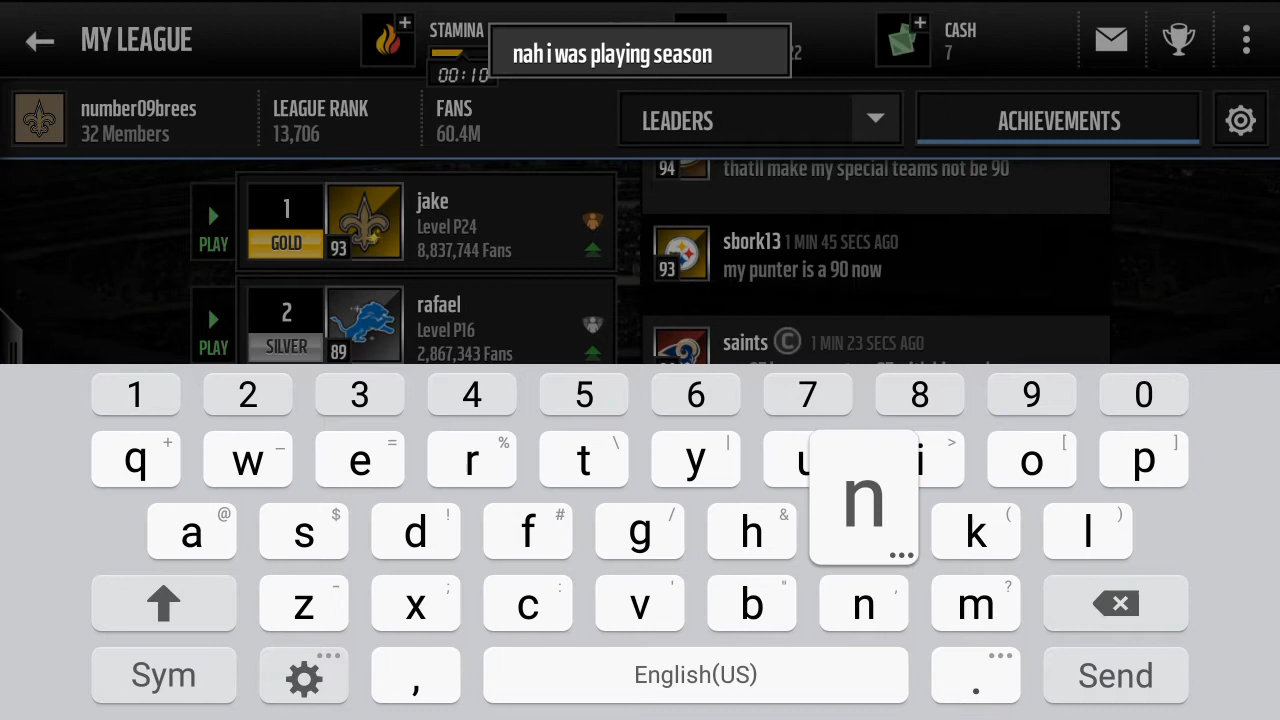 MY LEAGUE
STAMINA
00:10
nah i was playing season
22
CASH
7
number09brees
32 Members
LEAGUE RANK
13,706
FANS
60.4M
LEADERS
ACHIEVEMENTS
PLAY
1
GOLD
93
jake
Level P24
8,837,744 Fans
PLAY
2
SILVER
89
rafael
Level P16
2,867,343 Fans
94
thatll make my special teams not be 90
93
sbork13 1 MIN 45 SECS AGO
my punter is a 90 now
saints © 1 MIN 23 SECS AGO
1 2 3 4 5 6 7 8 9 0
q + w _ e = r % t \ y | u i > o [ p ]
n ...
a @ s $ d ! f # g / h & k ( l )
z - x ; c : v ' b " n , m ?
Sym , English(US) . Send